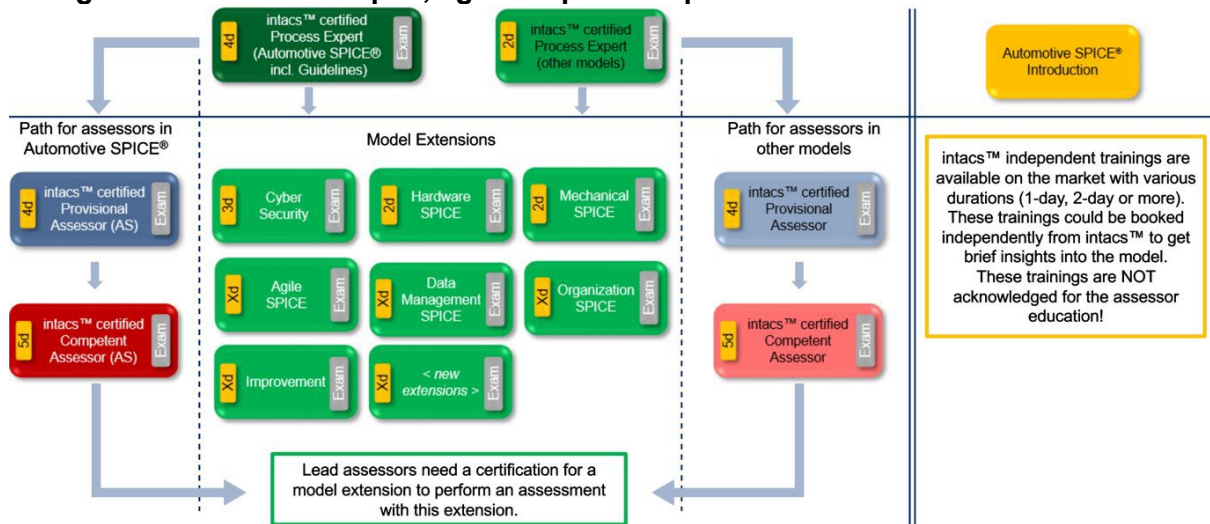 4d
intacs™ certified
Process Expert
(Automotive SPICE®
incl. Guidelines)
Exam
2d
intacs™ certified
Process Expert
(other models)
Exam
Automotive SPICE®
Introduction
Path for assessors in
Automotive SPICE®
Model Extensions
Path for assessors in
other models
4d
intacs™ certified
Provisional
Assessor (AS)
Exam
3d
Cyber
Security
Exam
2d
Hardware
SPICE
Exam
2d
Mechanical
SPICE
Exam
4d
intacs™ certified
Provisional
Assessor
Exam
intacs™ independent trainings are
available on the market with various
durations (1-day, 2-day or more).
These trainings could be booked
independently from intacs™ to get
brief insights into the model.
These trainings are NOT
acknowledged for the assessor
education!
Xd
Agile
SPICE
Exam
Xd
Data
Management
SPICE
Exam
Xd
Organization
SPICE
Exam
5d
intacs™ certified
Competent
Assessor (AS)
Exam
Xd
Improvement
Exam
Xd
< new
extensions >
Exam
5d
intacs™ certified
Competent
Assessor
Exam
Lead assessors need a certification for a
model extension to perform an assessment
with this extension.